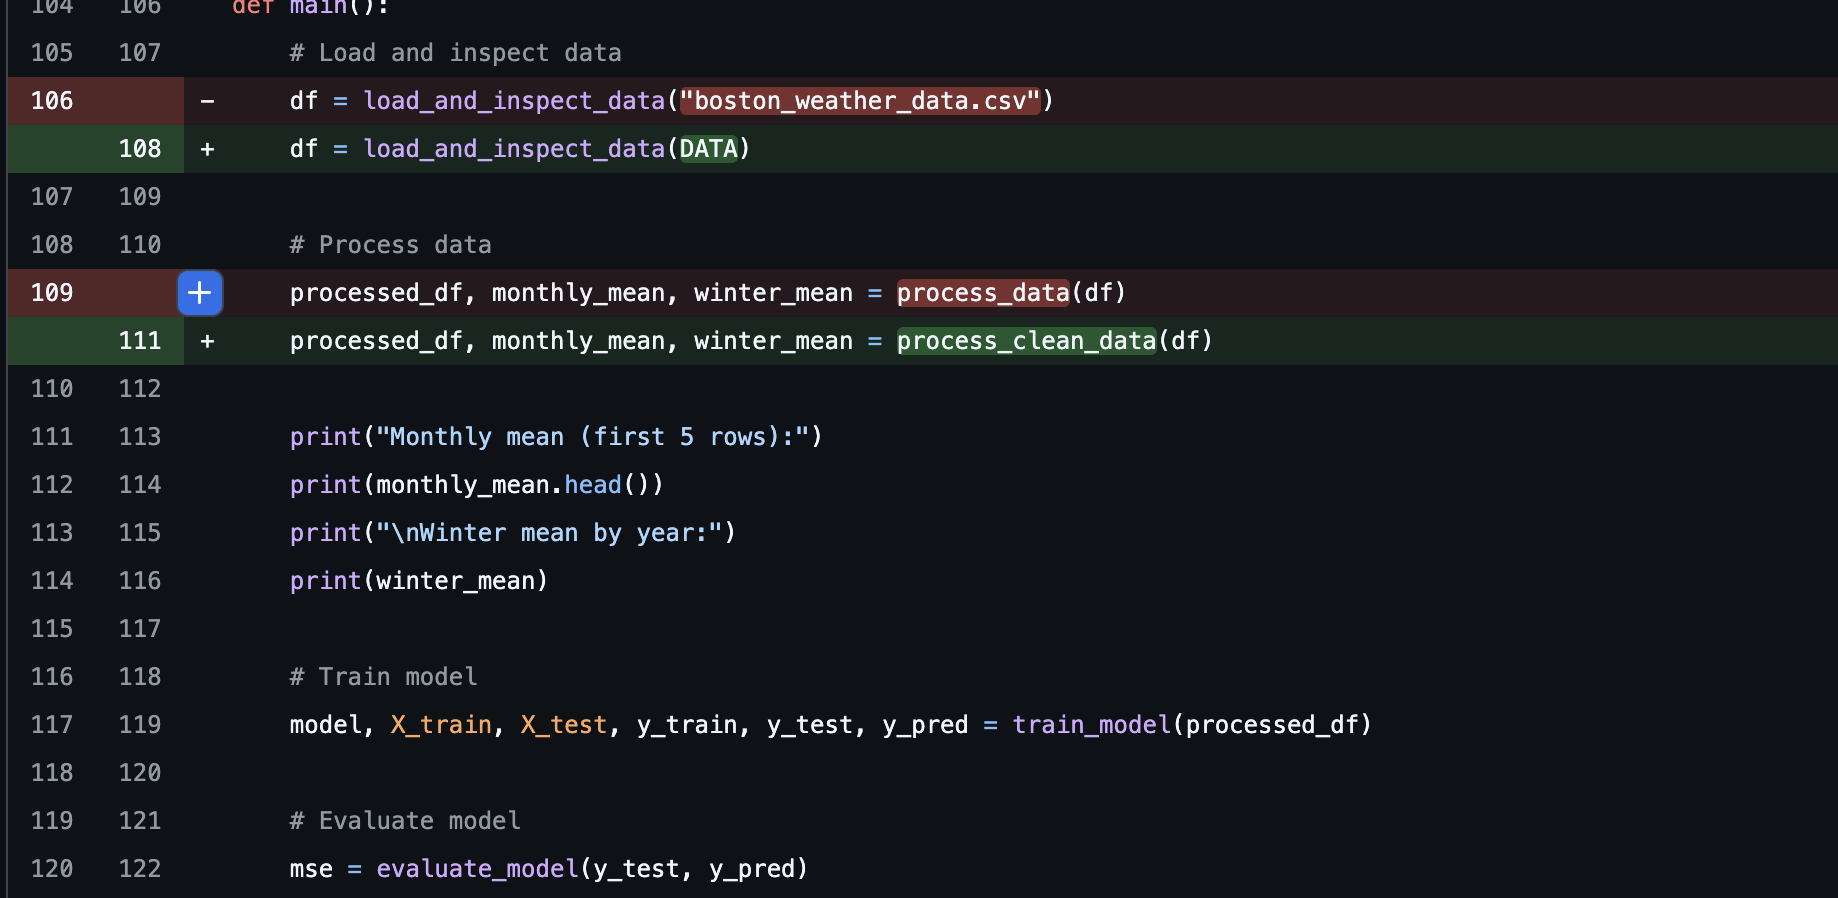 104 106 def main():
105 107 # Load and inspect data
106 - df = load_and_inspect_data("boston_weather_data.csv")
108 + df = load_and_inspect_data(DATA)
107 109
108 110 # Process data
109 + processed_df, monthly_mean, winter_mean = process_data(df)
111 + processed_df, monthly_mean, winter_mean = process_clean_data(df)
110 112
111 113 print("Monthly mean (first 5 rows):")
112 114 print(monthly_mean.head())
113 115 print("\nWinter mean by year:")
114 116 print(winter_mean)
115 117
116 118 # Train model
117 119 model, X_train, X_test, y_train, y_test, y_pred = train_model(processed_df)
118 120
119 121 # Evaluate model
120 122 mse = evaluate_model(y_test, y_pred)